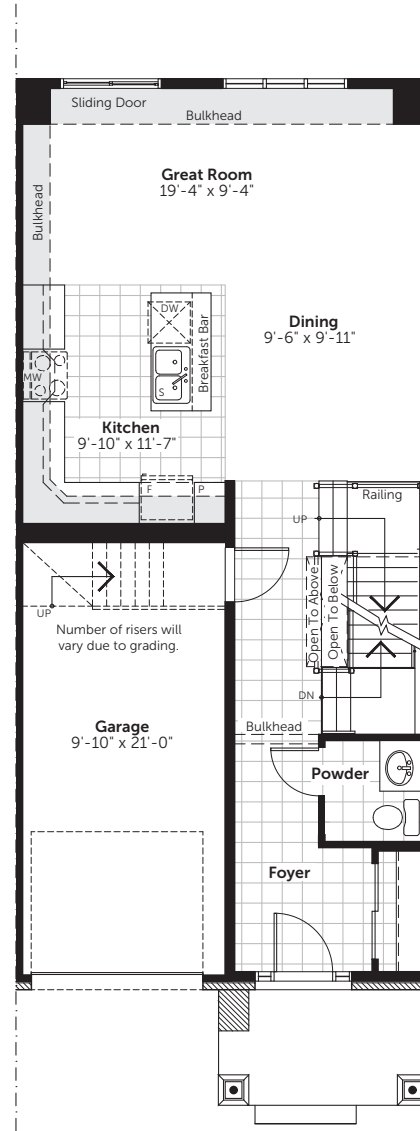 Sliding Door
Bulkhead
Bulkhead
Great Room
19'-4" x 9'-4"
Dining
9'-6" x 9'-11"
DW
Breakfast Bar
S
MW
Kitchen
9'-10" x 11'-7"
F
P
Railing
UP
Open To Above
Open To Below
UP
Number of risers will
vary due to grading.
DN
Garage
9'-10" x 21'-0"
Bulkhead
Powder
Foyer